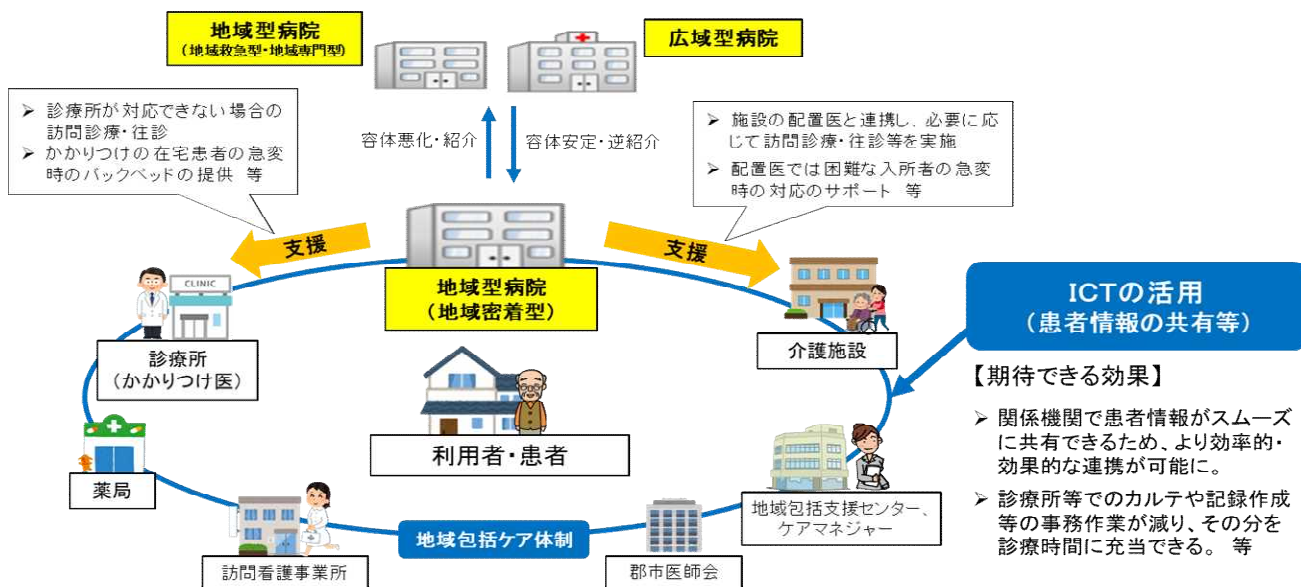 地域型病院
(地域救急型・地域専門型)
広域型病院
➢ 診療所が対応できない場合の
訪問診療・往診
➢ かかりつけの在宅患者の急変
時のバックベッドの提供 等
容体悪化・紹介
容体安定・逆紹介
➢ 施設の配置医と連携し、必要に応
じて訪問診療・往診等を実施
➢ 配置医では困難な入所者の急変
時の対応のサポート 等
支援
支援
地域型病院
(地域密着型)
CLINIC
診療所
(かかりつけ医)
介護施設
ICTの活用
(患者情報の共有等)
【期待できる効果】
➢ 関係機関で患者情報がスムーズ
に共有できるため、より効率的・
効果的な連携が可能に。
➢ 診療所等でのカルテや記録作成
等の事務作業が減り、その分を
診療時間に充当できる。 等
利用者・患者
薬局
地域包括支援センター、
ケアマネジャー
訪問看護事業所
地域包括ケア体制
郡市医師会